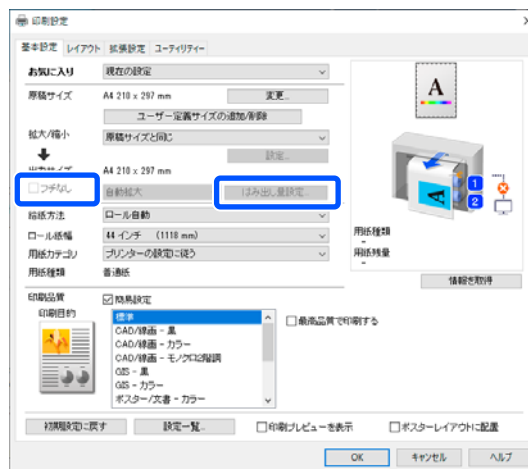 印刷設定
基本設定 レイアウト 拡張設定 ユーティリティー
お気に入り 現在の設定
原稿サイズ A4 210 x 297 mm 変更...
ユーザー定義サイズの追加/削除
拡大/縮小 原稿サイズと同じ
設定...
出力サイズ A4 210 x 297 mm
フチなし 自動拡大 はみ出し量設定...
給紙方法 ロール自動
ロール紙幅 44 インチ (1118 mm)
用紙カテゴリ プリンターの設定に従う
用紙種類 普通紙
A
A
1
2
用紙種類
-
用紙残量
-
情報を取得
印刷品質 簡易設定
印刷目的
標準
CAD/線画 - 黒
CAD/線画 - カラー
CAD/線画 - モノクロ2階調
GIS - 黒
GIS - カラー
ポスター/文書 - カラー
最高品質で印刷する
初期設定に戻す 設定一覧... 印刷プレビューを表示 ポスターレイアウトに配置
OK キャンセル ヘルプ